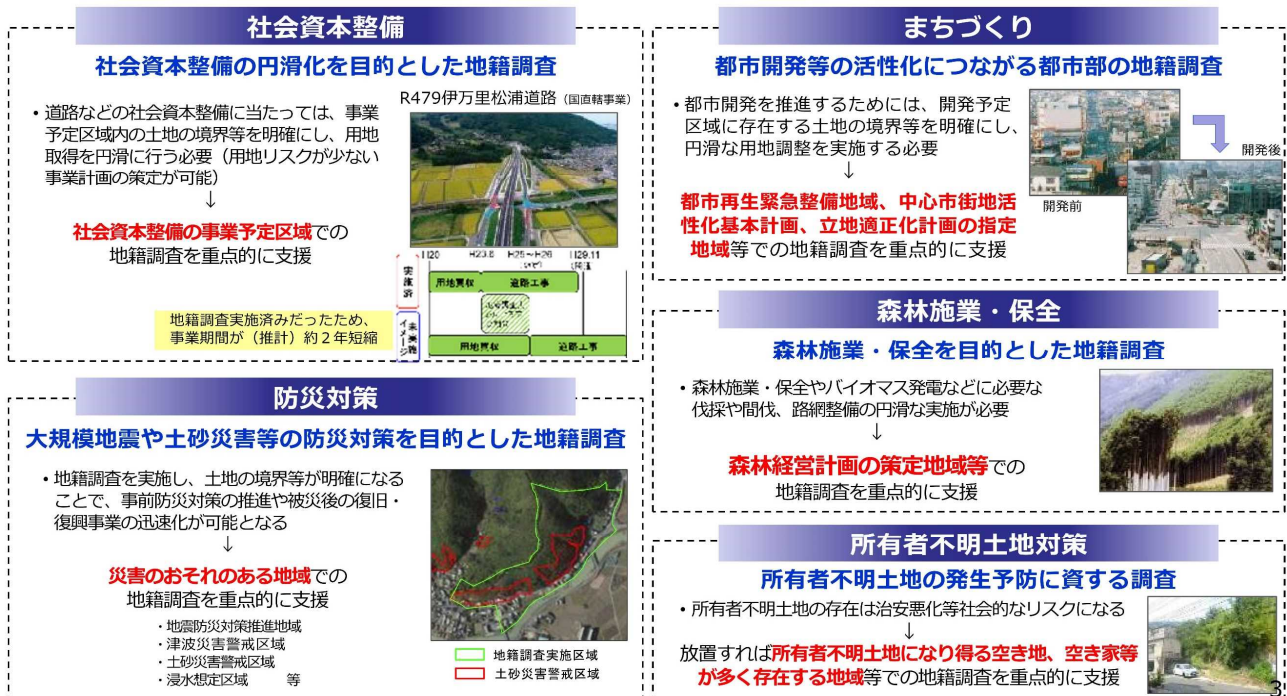 社会資本整備
社会資本整備の円滑化を目的とした地籍調査
・道路などの社会資本整備に当たっては、事業
予定区域内の土地の境界等を明確にし、用地
取得を円滑に行う必要（用地リスクが少ない
事業計画の策定が可能）
↓
社会資本整備の事業予定区域での
地籍調査を重点的に支援
R479伊万里松浦道路（国直轄事業）
H20 H23.6 H25～H26 H29.11
実施済
用地買収 道路工事
未実施
イメージ
用地買収 道路工事
地籍調査実施済みだったため、
事業期間が（推計）約２年短縮
防災対策
大規模地震や土砂災害等の防災対策を目的とした地籍調査
・地籍調査を実施し、土地の境界等が明確になる
ことで、事前防災対策の推進や被災後の復旧・
復興事業の迅速化が可能となる
↓
災害のおそれのある地域での
地籍調査を重点的に支援
・地震防災対策推進地域
・津波災害警戒区域
・土砂災害警戒区域
・浸水想定区域　等
地籍調査実施区域
土砂災害警戒区域
まちづくり
都市開発等の活性化につながる都市部の地籍調査
・都市開発を推進するためには、開発予定
区域に存在する土地の境界等を明確にし、
円滑な用地調整を実施する必要
↓
都市再生緊急整備地域、中心市街地活
性化基本計画、立地適正化計画の指定
地域等での地籍調査を重点的に支援
開発前
開発後
森林施業・保全
森林施業・保全を目的とした地籍調査
・森林施業・保全やバイオマス発電などに必要な
伐採や間伐、路網整備の円滑な実施が必要
↓
森林経営計画の策定地域等での
地籍調査を重点的に支援
所有者不明土地対策
所有者不明土地の発生予防に資する調査
・所有者不明土地の存在は治安悪化等社会的なリスクになる
↓
放置すれば所有者不明土地になり得る空き地、空き家等
が多く存在する地域等での地籍調査を重点的に支援
3